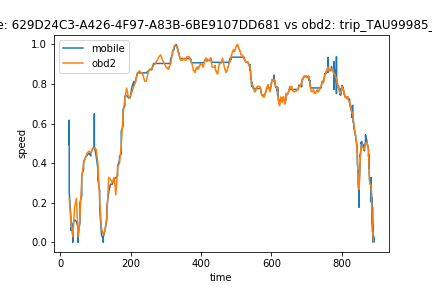 e: 629D24C3-A426-4F97-A83B-6BE9107DD681 vs obd2: trip_TAU99985_
mobile
obd2
1.0
0.8
0.6
0.4
0.2
0.0
speed
0 200 400 600 800
time